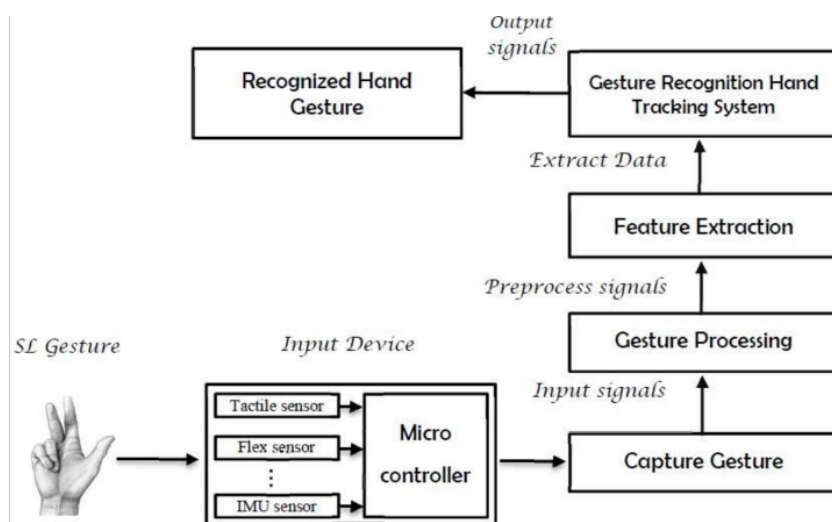 Output
signals
Recognized Hand
Gesture
Gesture Recognition Hand
Tracking System
Extract Data
Feature Extraction
Preprocess signals
SL Gesture
Input Device
Gesture Processing
Input signals
Tactile sensor
Flex sensor
IMU sensor
Micro
controller
Capture Gesture